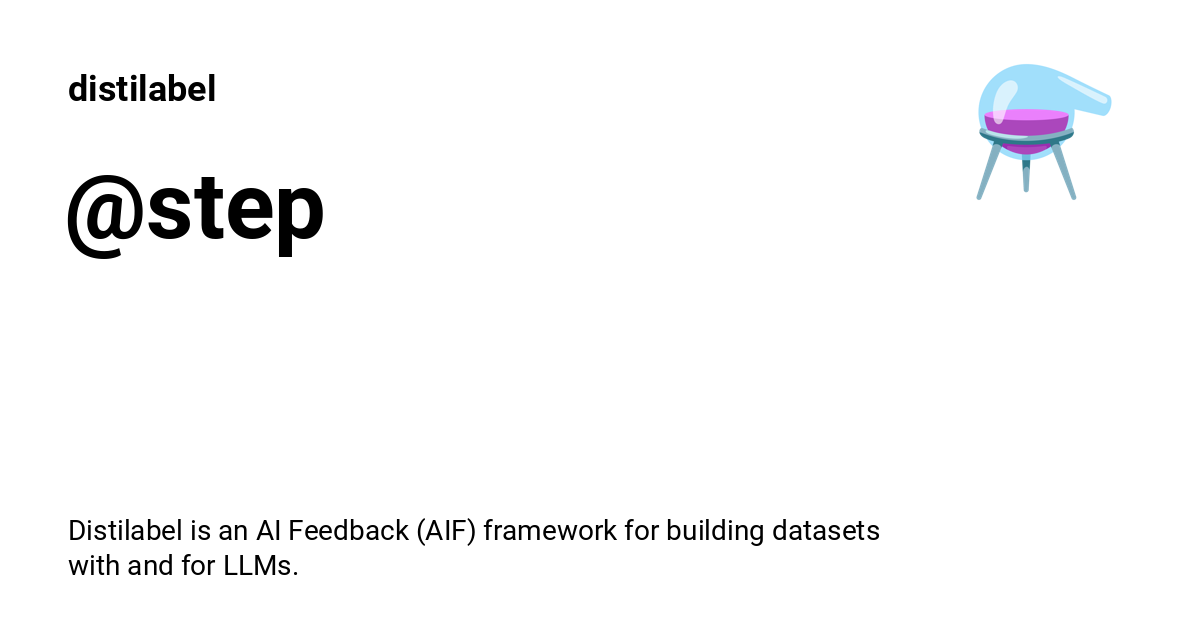 distilabel
@step
Distilabel is an AI Feedback (AIF) framework for building datasets
with and for LLMs.